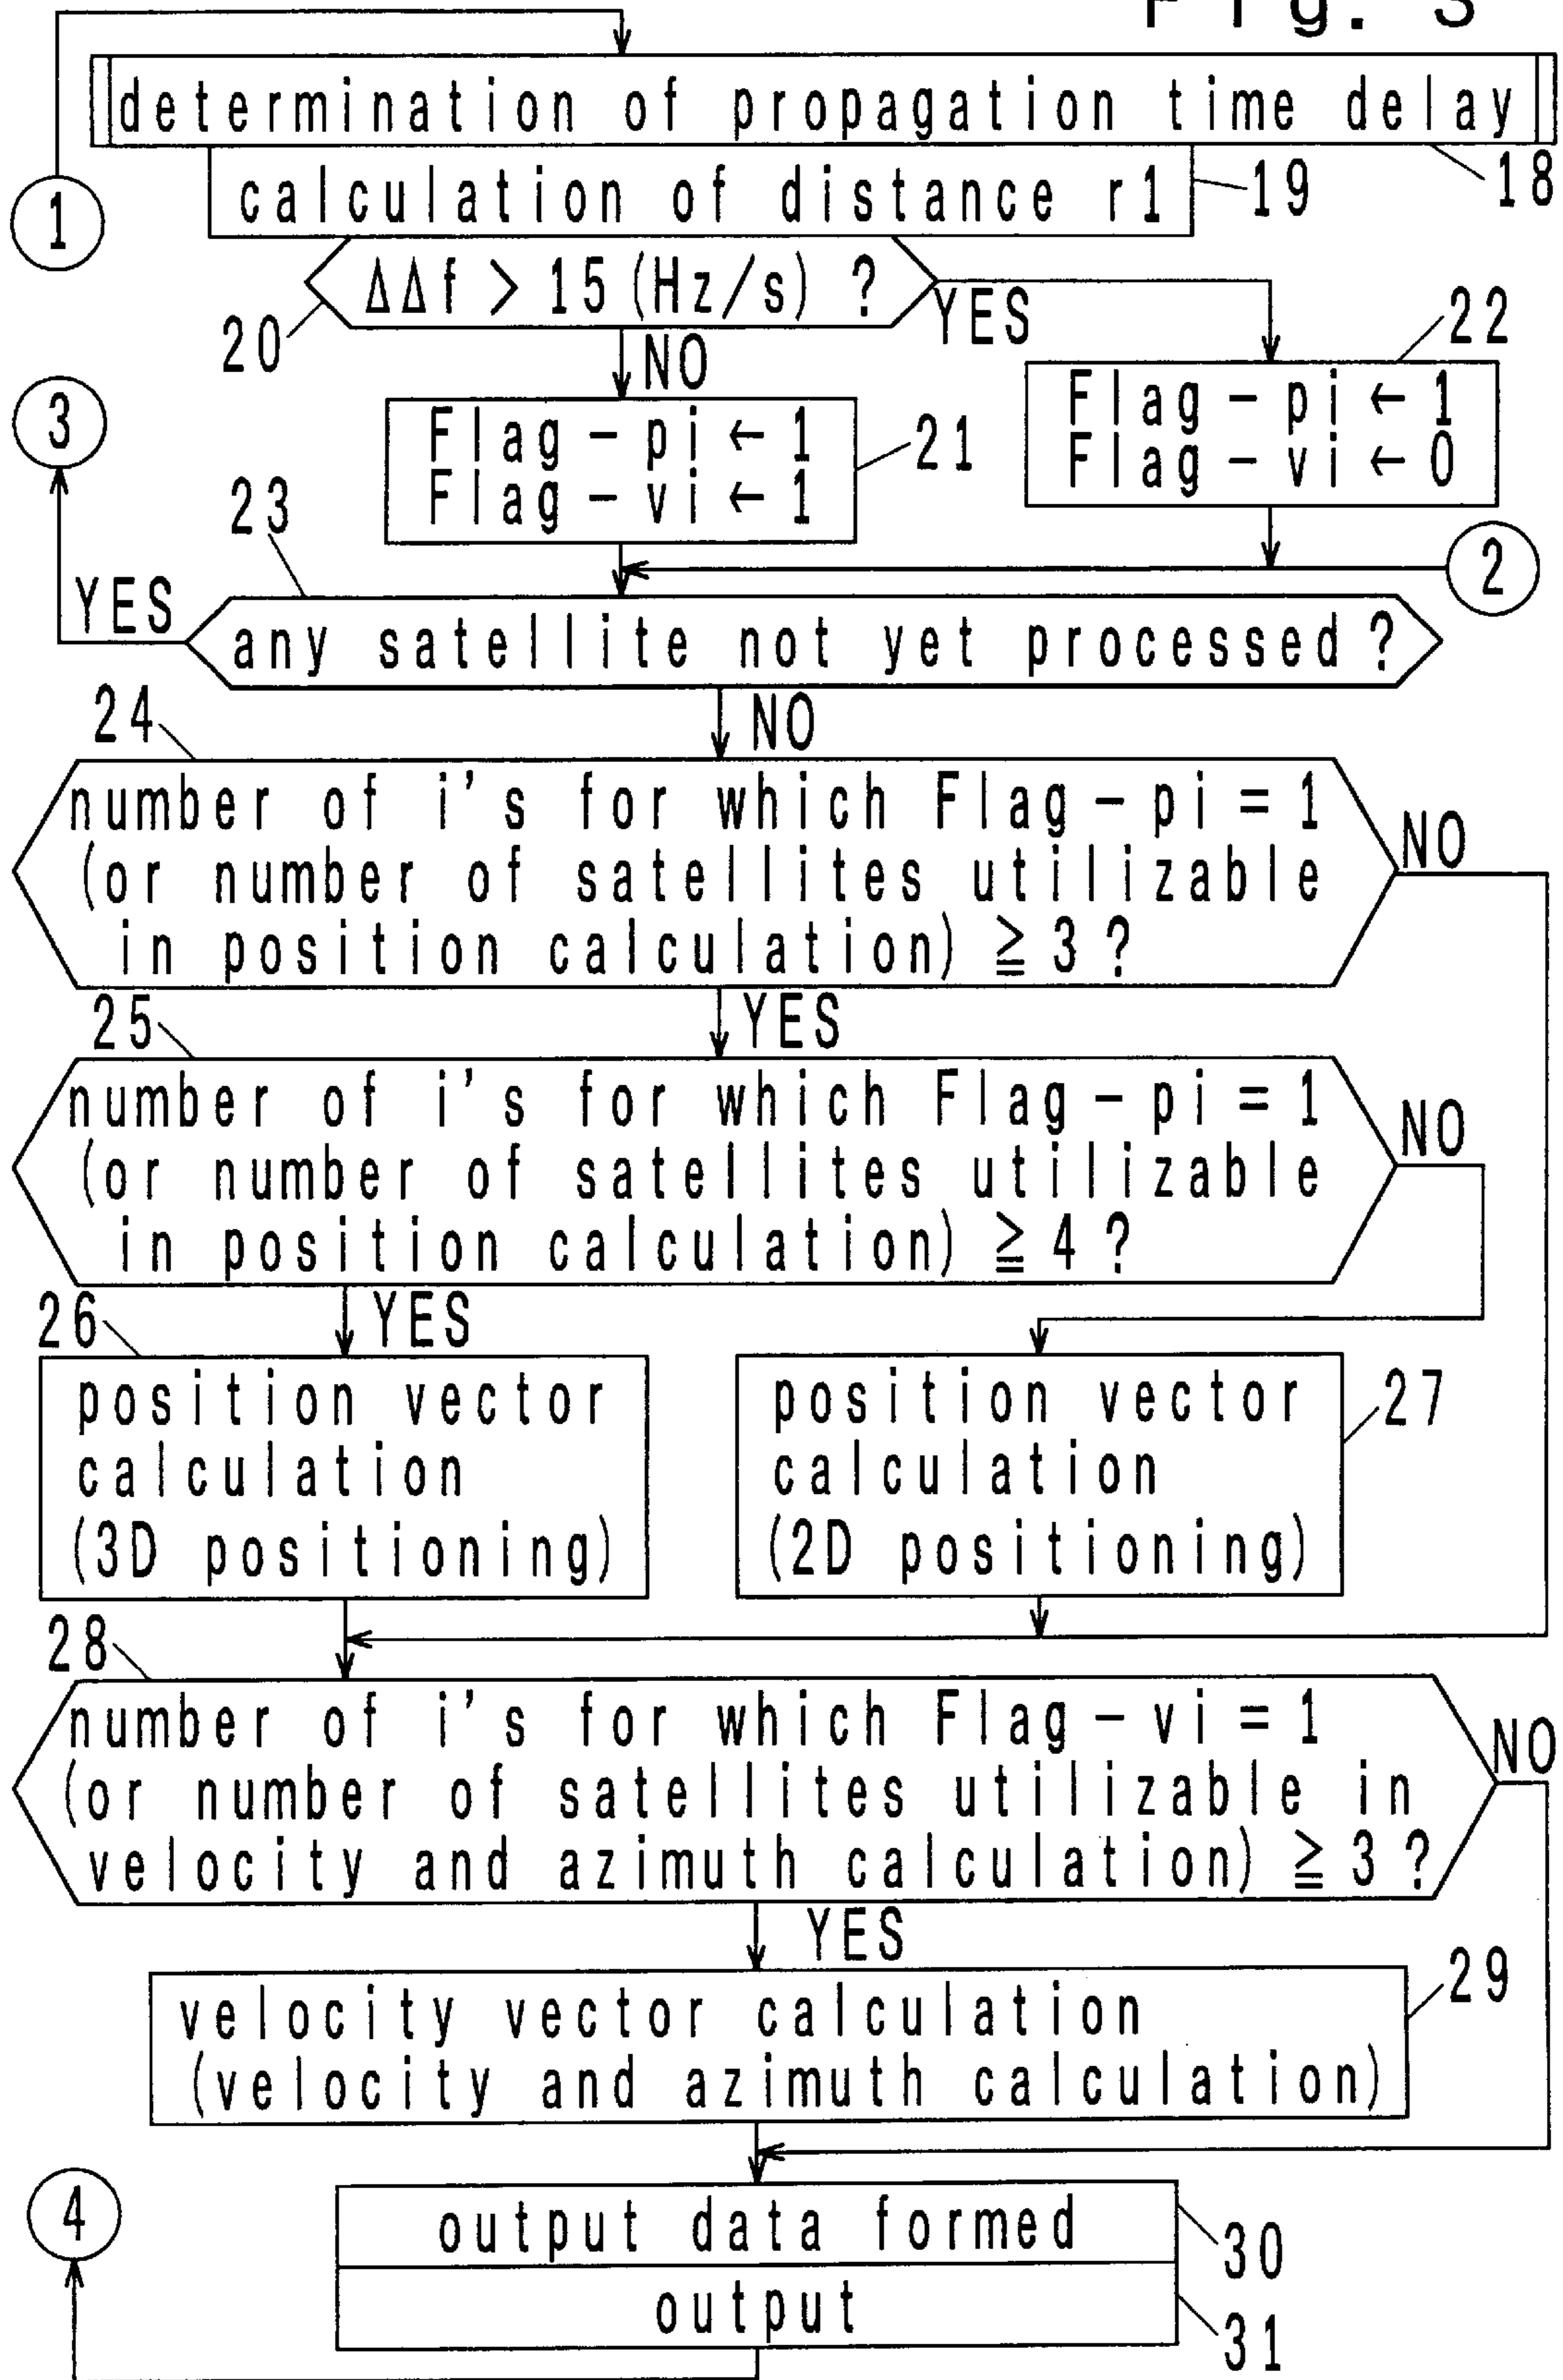 Fig. 3
determination of propagation time delay
18
1
calculation of distance r1
19
ΔΔf > 15 (Hz/s) ?
20
YES
NO
22
3
Flag - pi ← 1
Flag - vi ← 1
21
Flag - pi ← 1
Flag - vi ← 0
23
2
YES
any satellite not yet processed ?
NO
24
number of i's for which Flag - pi = 1
(or number of satellites utilizable
in position calculation) ≧ 3 ?
NO
YES
25
number of i's for which Flag - pi = 1
(or number of satellites utilizable
in position calculation) ≧ 4 ?
NO
YES
26
position vector
calculation
(3D positioning)
position vector
calculation
(2D positioning)
27
28
number of i's for which Flag - vi = 1
(or number of satellites utilizable in
velocity and azimuth calculation) ≧ 3 ?
NO
YES
29
velocity vector calculation
(velocity and azimuth calculation)
4
output data formed
30
output
31